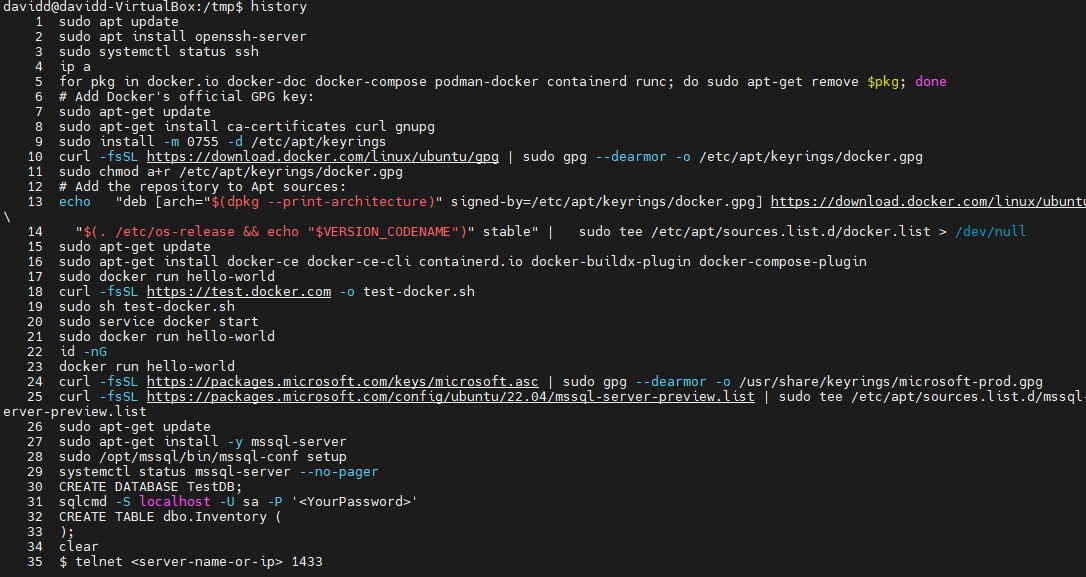 davidd@davidd-VirtualBox:/tmp$ history
1 sudo apt update
2 sudo apt install openssh-server
3 sudo systemctl status ssh
4 ip a
5 for pkg in docker.io docker-doc docker-compose podman-docker containerd runc; do sudo apt-get remove $pkg; done
6 # Add Docker's official GPG key:
7 sudo apt-get update
8 sudo apt-get install ca-certificates curl gnupg
9 sudo install -m 0755 -d /etc/apt/keyrings
10 curl -fsSL https://download.docker.com/linux/ubuntu/gpg | sudo gpg --dearmor -o /etc/apt/keyrings/docker.gpg
11 sudo chmod a+r /etc/apt/keyrings/docker.gpg
12 # Add the repository to Apt sources:
13 echo "deb [arch="$(dpkg --print-architecture)" signed-by=/etc/apt/keyrings/docker.gpg] https://download.docker.com/linux/ubuntu
\
14 "$(. /etc/os-release && echo "$VERSION_CODENAME")" stable" | sudo tee /etc/apt/sources.list.d/docker.list > /dev/null
15 sudo apt-get update
16 sudo apt-get install docker-ce docker-ce-cli containerd.io docker-buildx-plugin docker-compose-plugin
17 sudo docker run hello-world
18 curl -fsSL https://test.docker.com -o test-docker.sh
19 sudo sh test-docker.sh
20 sudo service docker start
21 sudo docker run hello-world
22 id -nG
23 docker run hello-world
24 curl -fsSL https://packages.microsoft.com/keys/microsoft.asc | sudo gpg --dearmor -o /usr/share/keyrings/microsoft-prod.gpg
25 curl -fsSL https://packages.microsoft.com/config/ubuntu/22.04/mssql-server-preview.list | sudo tee /etc/apt/sources.list.d/mssql-s
erver-preview.list
26 sudo apt-get update
27 sudo apt-get install -y mssql-server
28 sudo /opt/mssql/bin/mssql-conf setup
29 systemctl status mssql-server --no-pager
30 CREATE DATABASE TestDB;
31 sqlcmd -S localhost -U sa -P '<YourPassword>'
32 CREATE TABLE dbo.Inventory (
33 );
34 clear
35 $ telnet <server-name-or-ip> 1433